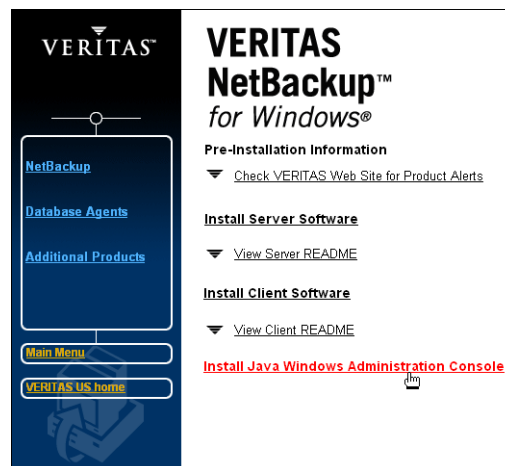 VERITAS™
NetBackup
Database Agents
Additional Products
Main Menu
VERITAS US home
VERITAS
NetBackup™
for Windows®
Pre-Installation Information
Check VERITAS Web Site for Product Alerts
Install Server Software
View Server README
Install Client Software
View Client README
Install Java Windows Administration Console